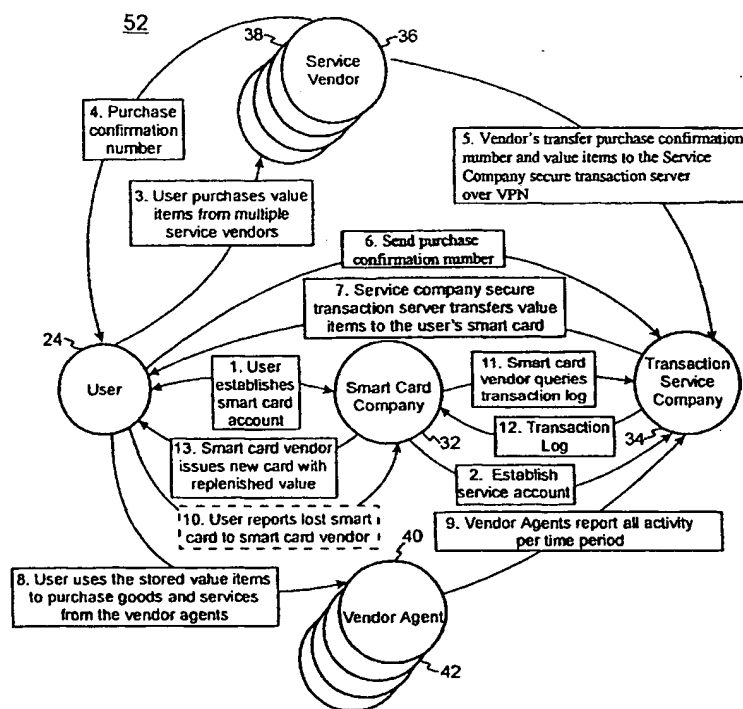 52
38
36
Service
Vendor
4. Purchase
confirmation
number
5. Vendor's transfer purchase confirmation
number and value items to the Service
Company secure transaction server
over VPN
3. User purchases value
items from multiple
service vendors
6. Send purchase
confirmation number
7. Service company secure
transaction server transfers value
items to the user's smart card
24
User
1. User
establishes
smart card
account
Smart Card
Company
32
11. Smart card
vendor queries
transaction log
Transaction
Service
Company
34
12. Transaction
Log
13. Smart card vendor
issues new card with
replenished value
2. Establish
service account
10. User reports lost smart
card to smart card vendor
9. Vendor Agents report all activity
per time period
40
8. User uses the stored value items
to purchase goods and services
from the vendor agents
Vendor Agent
42